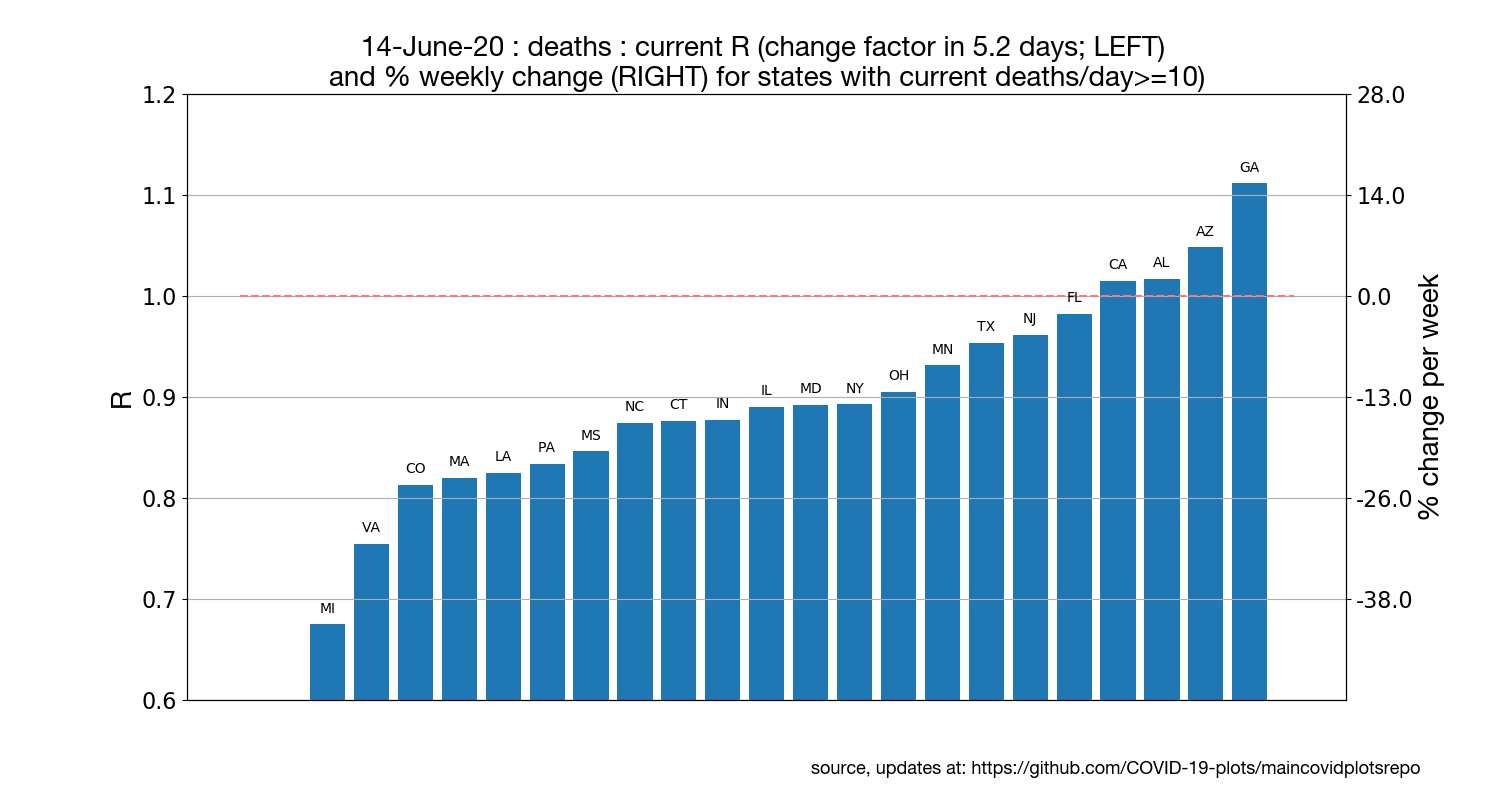 14-June-20 : deaths : current R (change factor in 5.2 days; LEFT)
and % weekly change (RIGHT) for states with current deaths/day>=10)
1.2
1.1
1.0
0.9
0.8
0.7
0.6
R
MI
VA
CO
MA
LA
PA
MS
NC
CT
IN
IL
MD
NY
OH
MN
TX
NJ
FL
CA
AL
AZ
GA
28.0
14.0
0.0
-13.0
-26.0
-38.0
% change per week
source, updates at: https://github.com/COVID-19-plots/maincovidplotsrepo